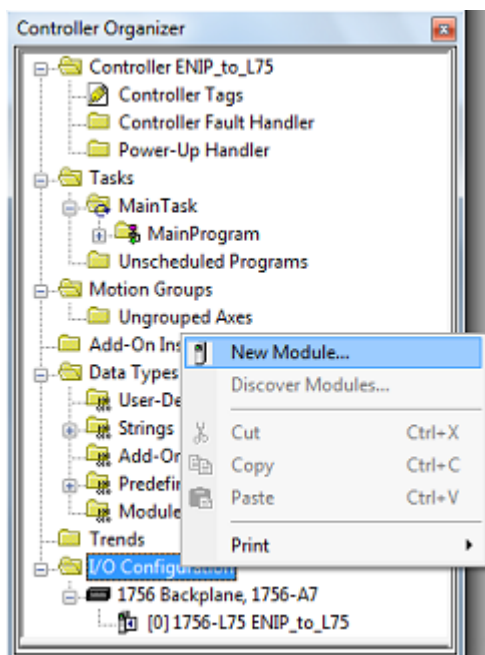 Controller Organizer
Controller ENIP_to_L75
Controller Tags
Controller Fault Handler
Power-Up Handler
Tasks
MainTask
MainProgram
Unscheduled Programs
Motion Groups
Ungrouped Axes
Add-On Ins
New Module...
Data Types
Discover Modules...
User-De
Strings
Cut Ctrl+X
Add-Or
Copy Ctrl+C
Predefi
Paste Ctrl+V
Module
Trends
Print
I/O Configuration
1756 Backplane, 1756-A7
[0] 1756-L75 ENIP_to_L75